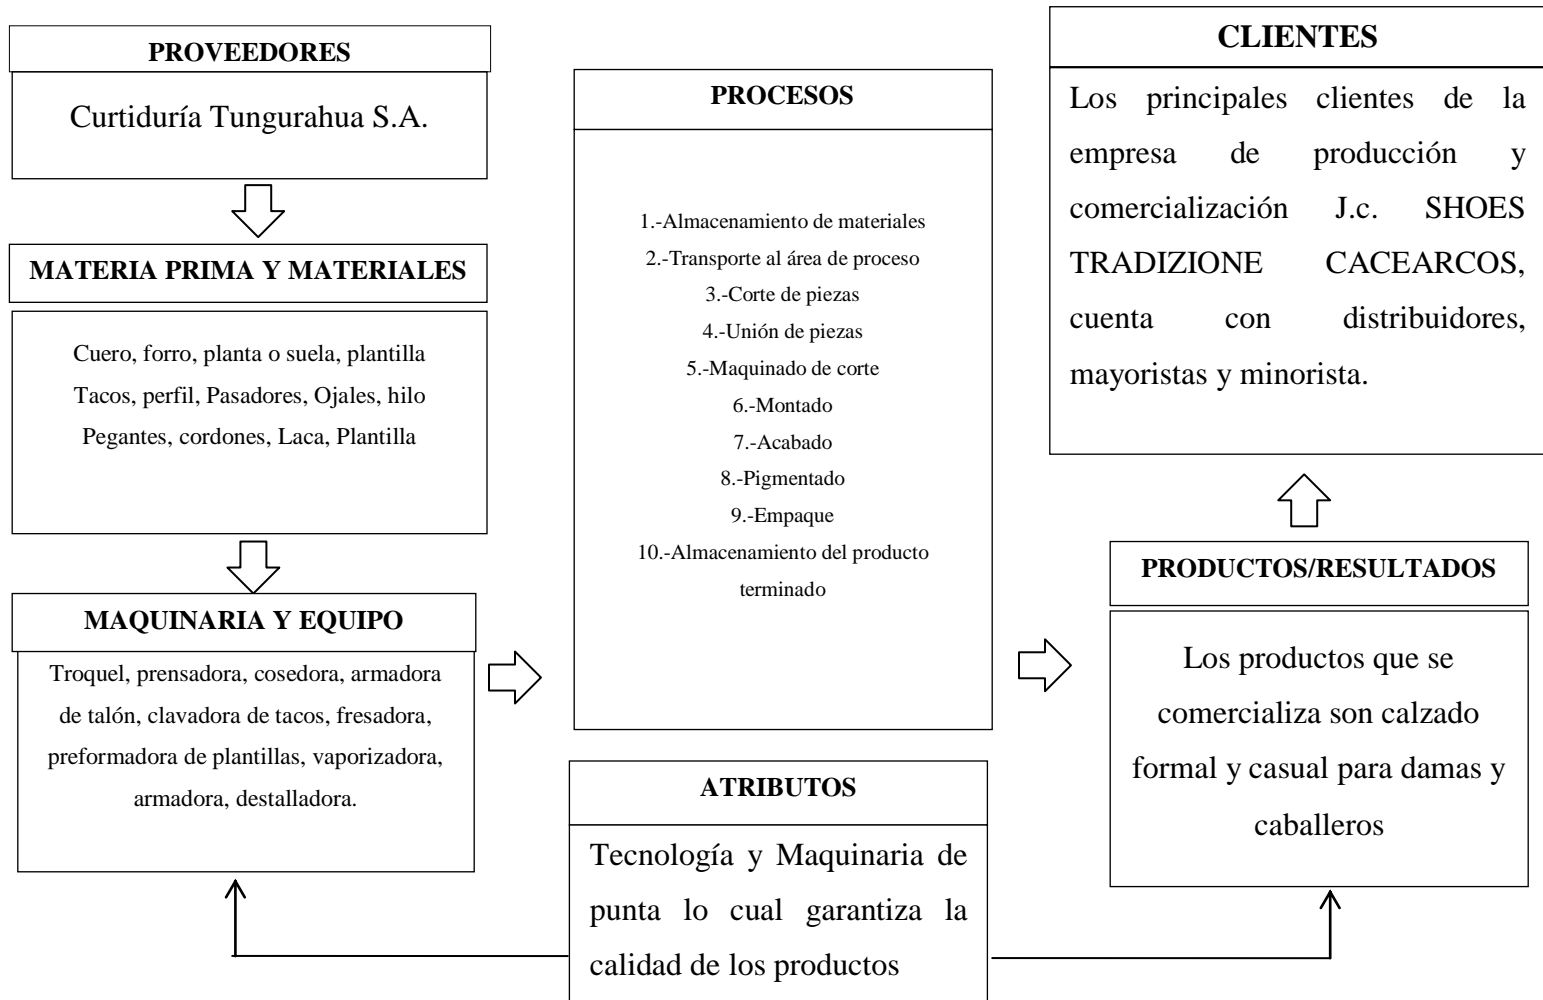 PROVEEDORES
Curtiduría Tungurahua S.A.
MATERIA PRIMA Y MATERIALES
Cuero, forro, planta o suela, plantilla
Tacos, perfil, Pasadores, Ojales, hilo
Pegantes, cordones, Laca, Plantilla
MAQUINARIA Y EQUIPO
Troquel, prensadora, cosedora, armadora
de talón, clavadora de tacos, fresadora,
preformadora de plantillas, vaporizadora,
armadora, destalladora.
PROCESOS
1.-Almacenamiento de materiales
2.-Transporte al área de proceso
3.-Corte de piezas
4.-Unión de piezas
5.-Maquinado de corte
6.-Montado
7.-Acabado
8.-Pigmentado
9.-Empaque
10.-Almacenamiento del producto
terminado
ATRIBUTOS
Tecnología y Maquinaria de
punta lo cual garantiza la
calidad de los productos
CLIENTES
Los principales clientes de la
empresa de producción y
comercialización J.c. SHOES
TRADIZIONE CACEARCOS,
cuenta con distribuidores,
mayoristas y minorista.
PRODUCTOS/RESULTADOS
Los productos que se
comercializa son calzado
formal y casual para damas y
caballeros